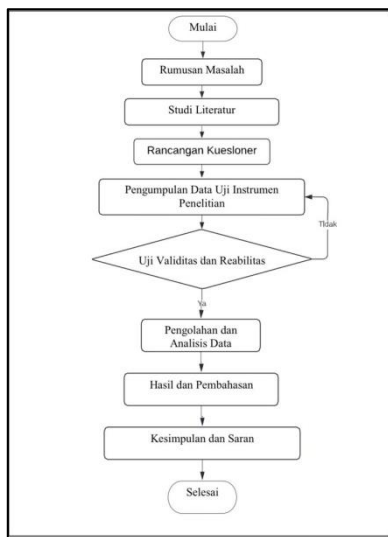 Mulai
Rumusan Masalah
Studi Literatur
Rancangan Kuesloner
Pengumpulan Data Uji Instrumen
Penelitian
Tidak
Uji Validitas dan Reabilitas
Ya
Pengolahan dan
Analisis Data
Hasil dan Pembahasan
Kesimpulan dan Saran
Selesai